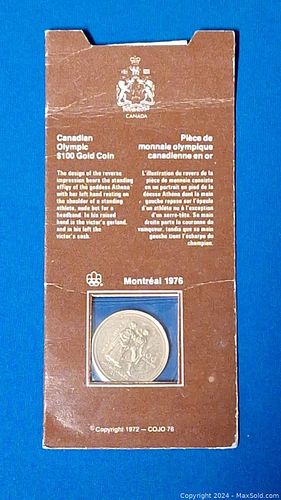 CANADA
Canadian
Olympic
$100 Gold Coin
The design of the reverse
impression bears the standing
effigy of the goddess Athena
with her left hand resting on
the shoulder of a standing
athlete, nude but for a
headband. In his raised
hand is the victor's garland,
and in his left the
victor's sash.
Pièce de
monnaie olympique
canadienne en or
L'illustration du revers de la
pièce de monnaie consiste
en un portrait en pied de la
déesse Athéna dont la main
gauche repose sur l'épaule
d'un athlète nu à l'exception
d'un serre-tête. Sa main
droite porte la couronne du
vainqueur, tandis que sa main
gauche tient l'écharpe du
champion.
Montréal 1976
© Copyright 1972 — COJO 76
Copyright 2024 - MaxSold.com